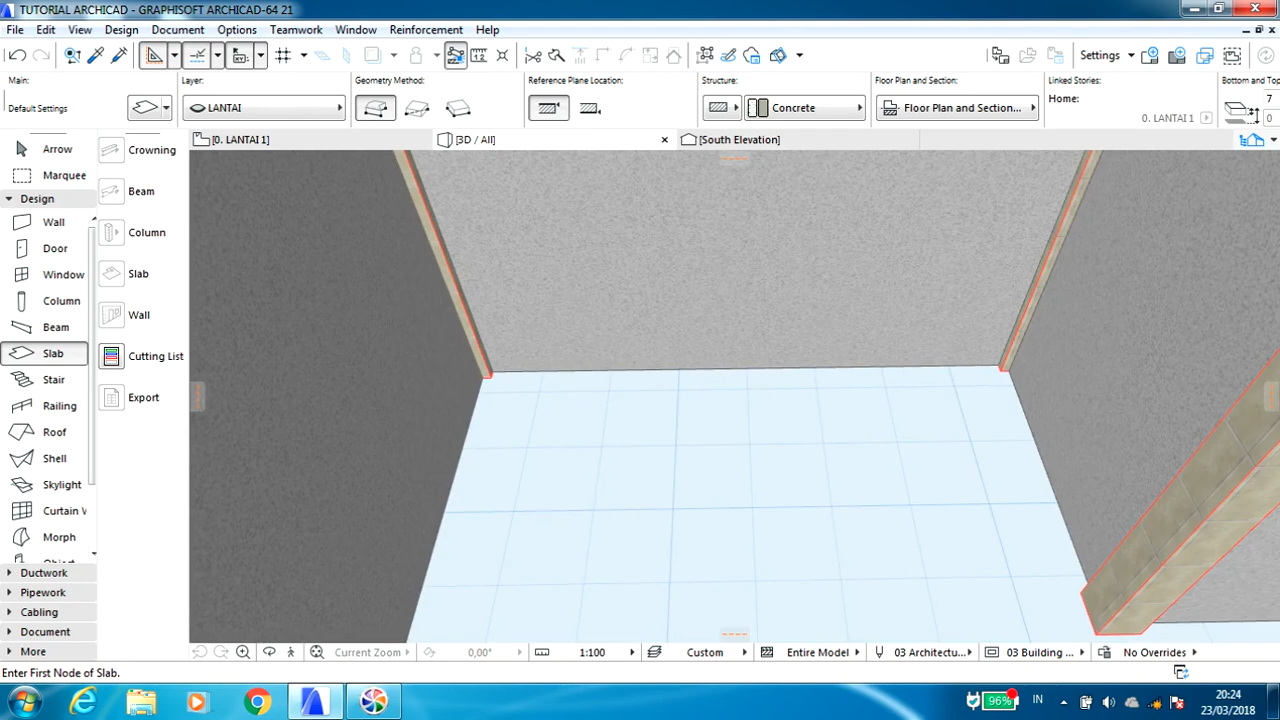 TUTORIAL ARCHICAD - GRAPHISOFT ARCHICAD-64 21
File Edit View Design Document Options Teamwork Window Reinforcement Help
Settings
Main: Layer: Geometry Method: Reference Plane Location: Structure: Floor Plan and Section: Linked Stories: Bottom and Top
Default Settings LANTAI Concrete Floor Plan and Section... Home: 7
0. LANTAI 1 0
[0. LANTAI 1] [3D / All] [South Elevation]
Arrow Crowning
Marquee
Design Beam
Wall Column
Door
Window Slab
Column
Beam Wall
Slab Cutting List
Stair
Railing Export
Roof
Shell
Skylight
Curtain W
Morph
Ductwork
Pipework
Cabling
Document
More
Current Zoom 0,00° 1:100 Custom Entire Model 03 Architectu... 03 Building ... No Overrides
Enter First Node of Slab.
96% IN 20:24
23/03/2018